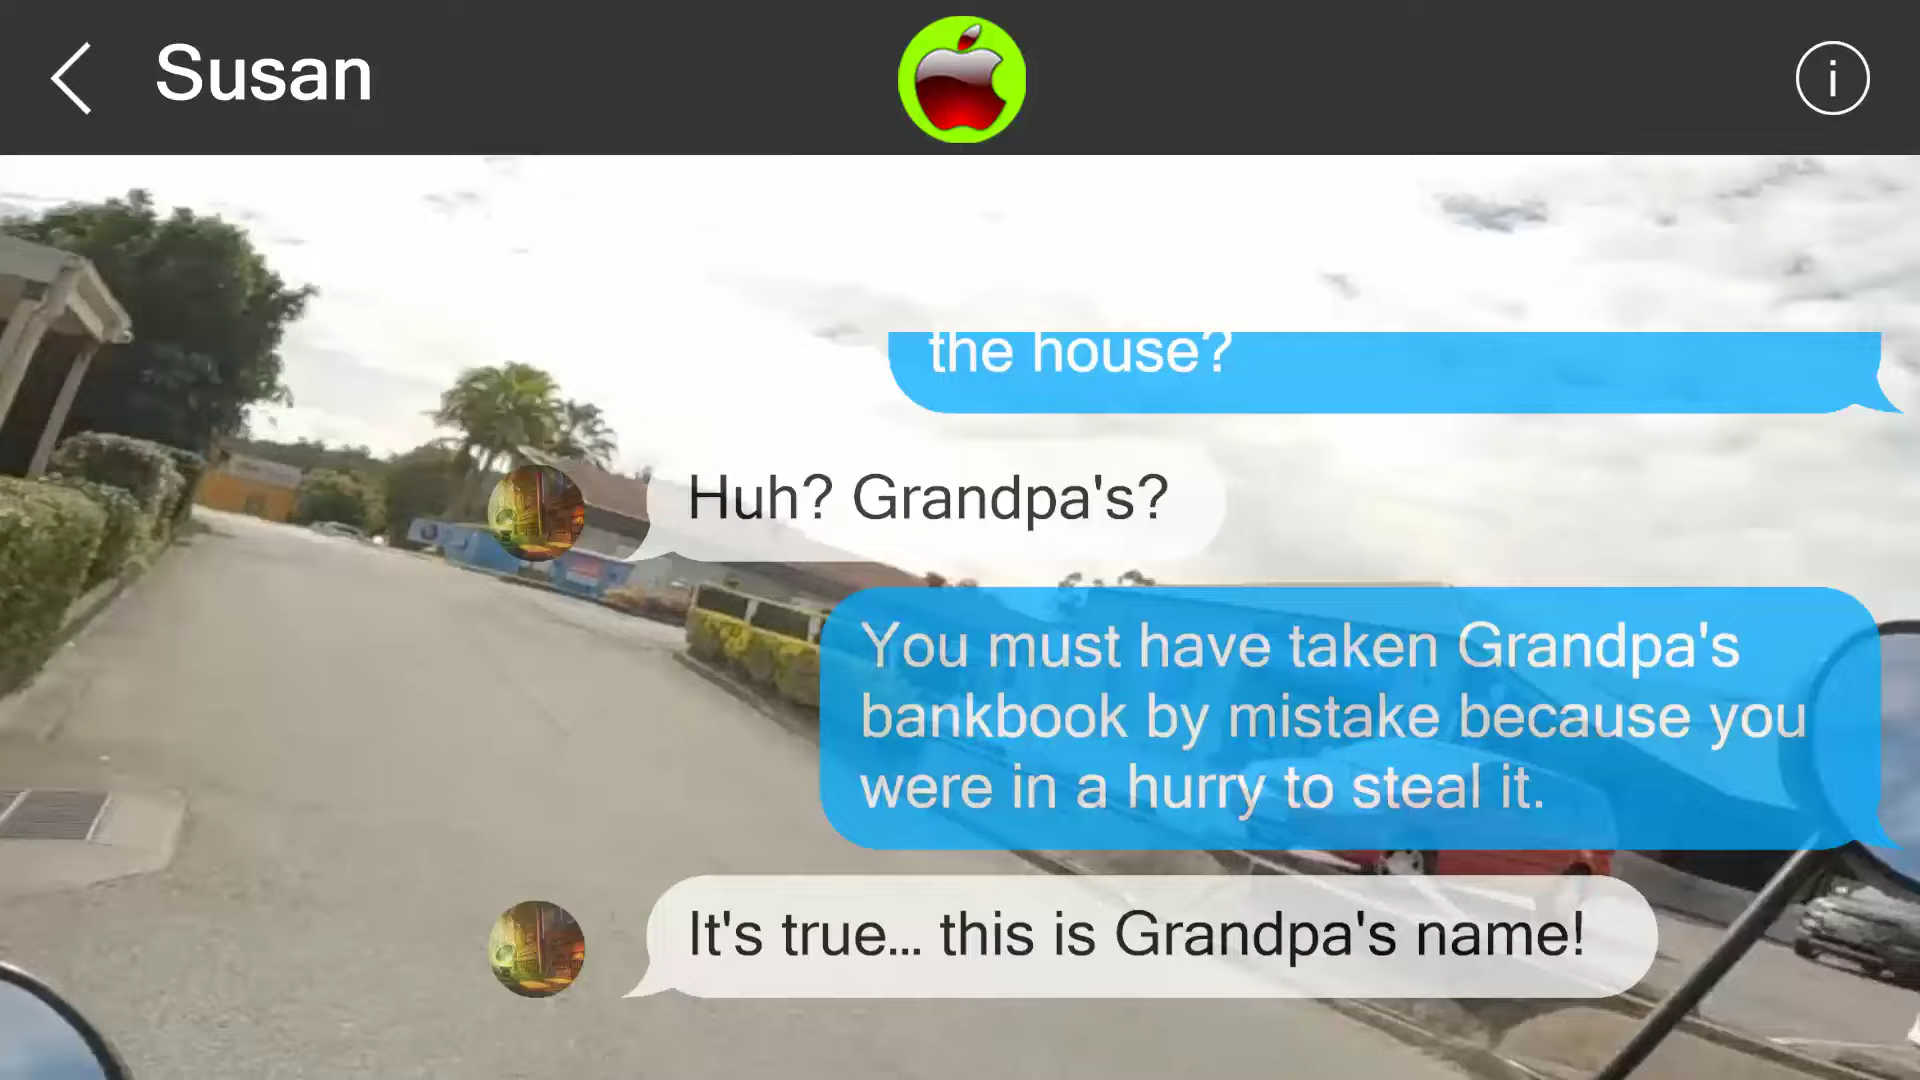 Susan
the house?
Huh? Grandpa's?
You must have taken Grandpa's
bankbook by mistake because you
were in a hurry to steal it.
It's true... this is Grandpa's name!